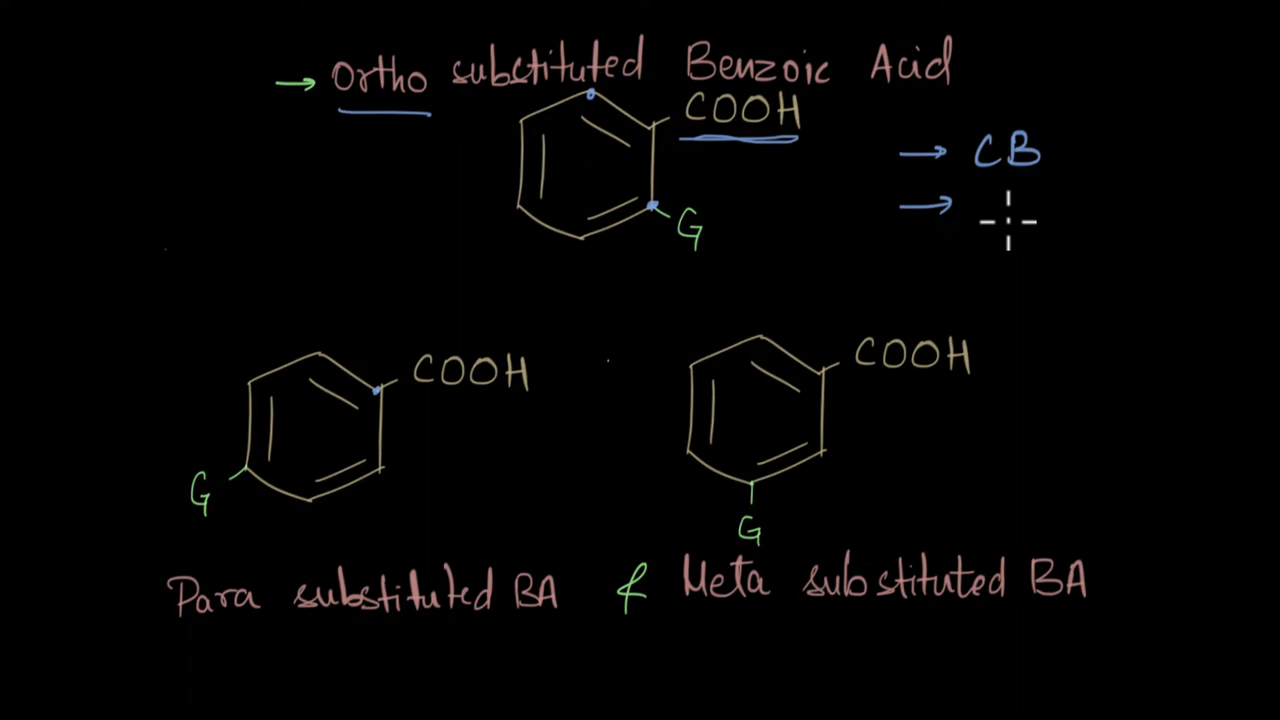 → Ortho substituted Benzoic Acid
COOH
→ CB
G
→
COOH
COOH
G
G
Para substituted BA & Meta substituted BA